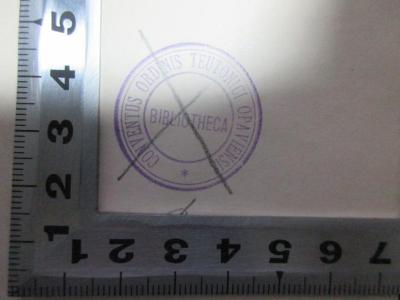 CONVENTUS ORDINIS TEUTONICI OPAVIENSIS
BIBLIOTHECA
*
5
4
3
2
1
3 2 1 4 5 6 7